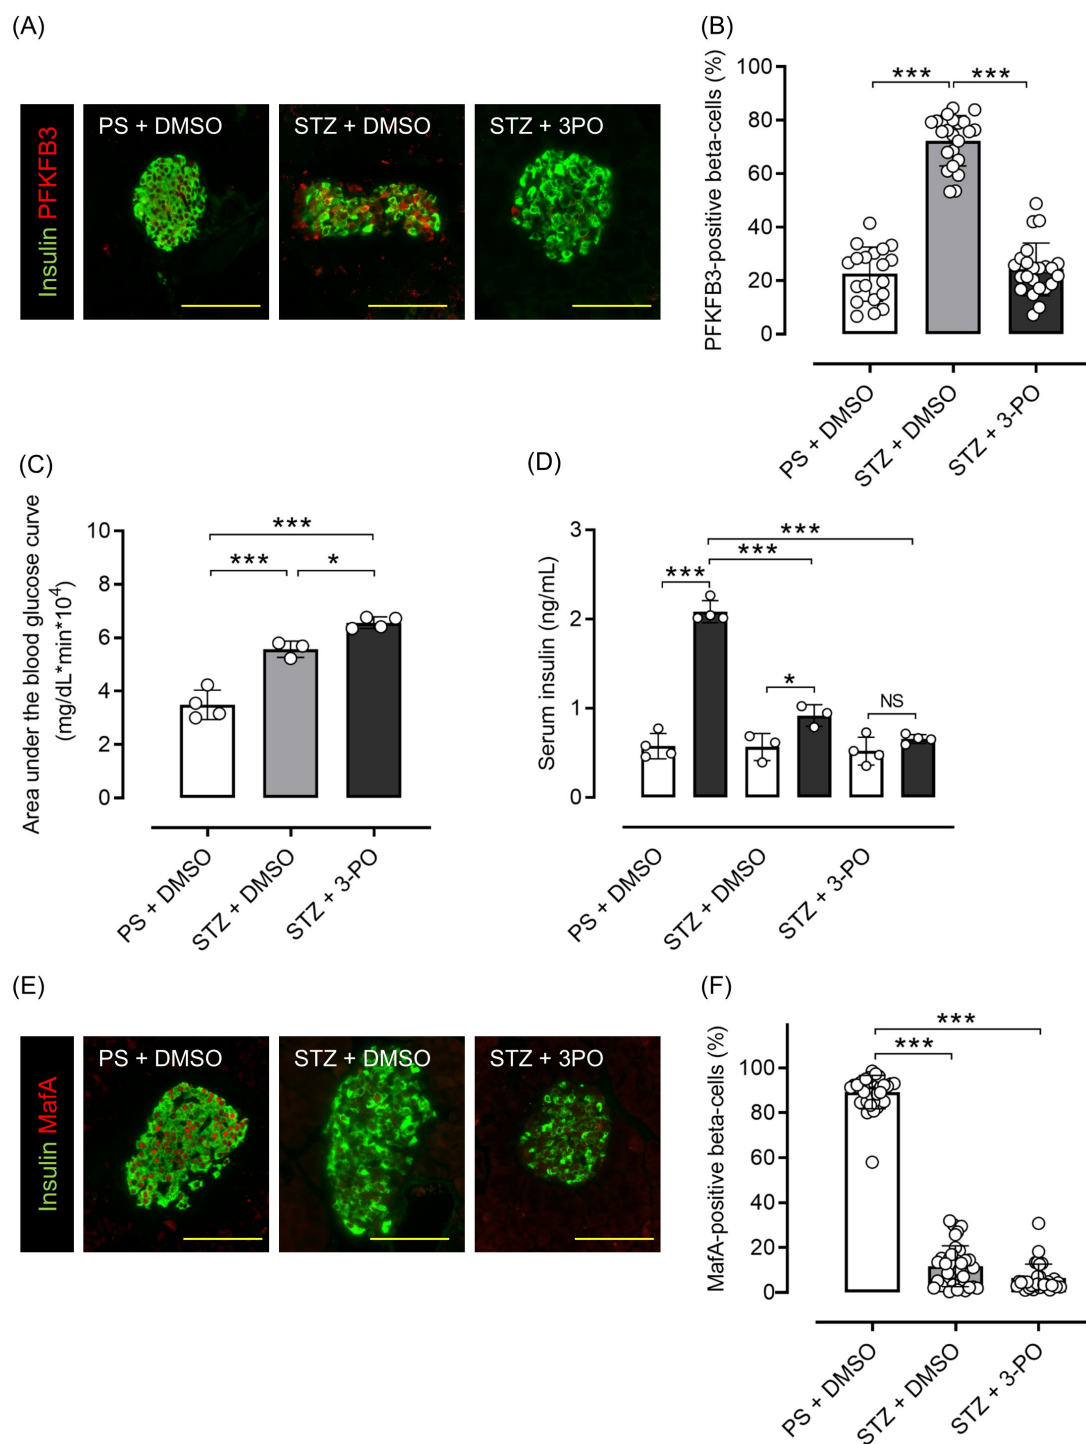 (A)
Insulin PFKFB3
PS + DMSO
STZ + DMSO
STZ + 3PO
(B)
PFKFB3-positive beta-cells (%)
100
80
60
40
20
0
***
***
PS + DMSO
STZ + DMSO
STZ + 3-PO
(C)
Area under the blood glucose curve
(mg/dL*min*10⁴)
10
8
6
4
2
0
***
***
*
PS + DMSO
STZ + DMSO
STZ + 3-PO
(D)
Serum insulin (ng/mL)
3
2
1
0
***
***
***
*
NS
PS + DMSO
STZ + DMSO
STZ + 3-PO
(E)
Insulin MafA
PS + DMSO
STZ + DMSO
STZ + 3PO
(F)
MafA-positive beta-cells (%)
100
80
60
40
20
0
***
***
PS + DMSO
STZ + DMSO
STZ + 3-PO